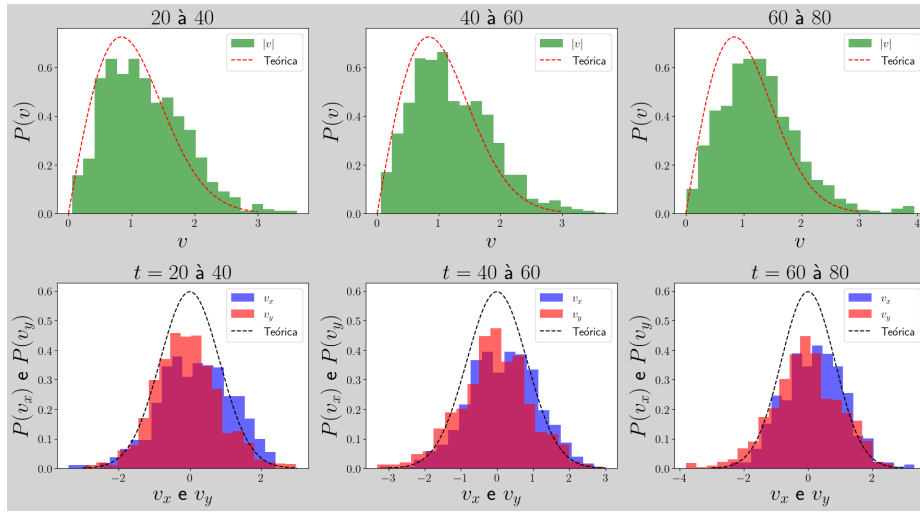 20 à 40
P(v)
0.6
0.4
0.2
0.0
0 1 2 3
v
|v|
Teórica
40 à 60
P(v)
0.6
0.4
0.2
0.0
0 1 2 3
v
|v|
Teórica
60 à 80
P(v)
0.6
0.4
0.2
0.0
0 1 2 3 4
v
|v|
Teórica
t = 20 à 40
P(v_x) e P(v_y)
0.6
0.5
0.4
0.3
0.2
0.1
0.0
−2 0 2
v_x e v_y
v_x
v_y
Teórica
t = 40 à 60
P(v_x) e P(v_y)
0.6
0.5
0.4
0.3
0.2
0.1
0.0
−3 −2 −1 0 1 2 3
v_x e v_y
v_x
v_y
Teórica
t = 60 à 80
P(v_x) e P(v_y)
0.6
0.5
0.4
0.3
0.2
0.1
0.0
−4 −2 0 2
v_x e v_y
v_x
v_y
Teórica